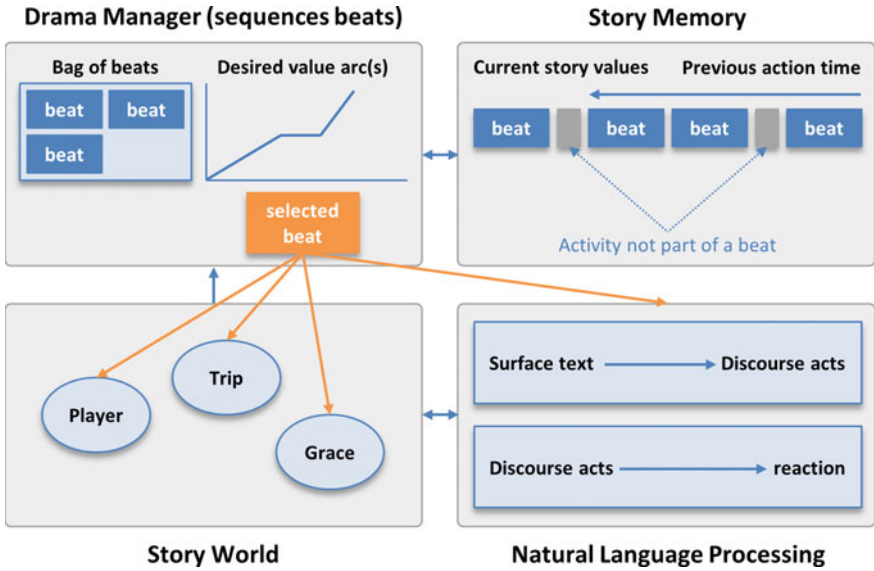 Drama Manager (sequences beats)
Bag of beats
beat
beat
beat
Desired value arc(s)
selected
beat
Story Memory
Current story values
Previous action time
beat
beat
beat
beat
Activity not part of a beat
Player
Trip
Grace
Story World
Surface text
Discourse acts
Discourse acts
reaction
Natural Language Processing